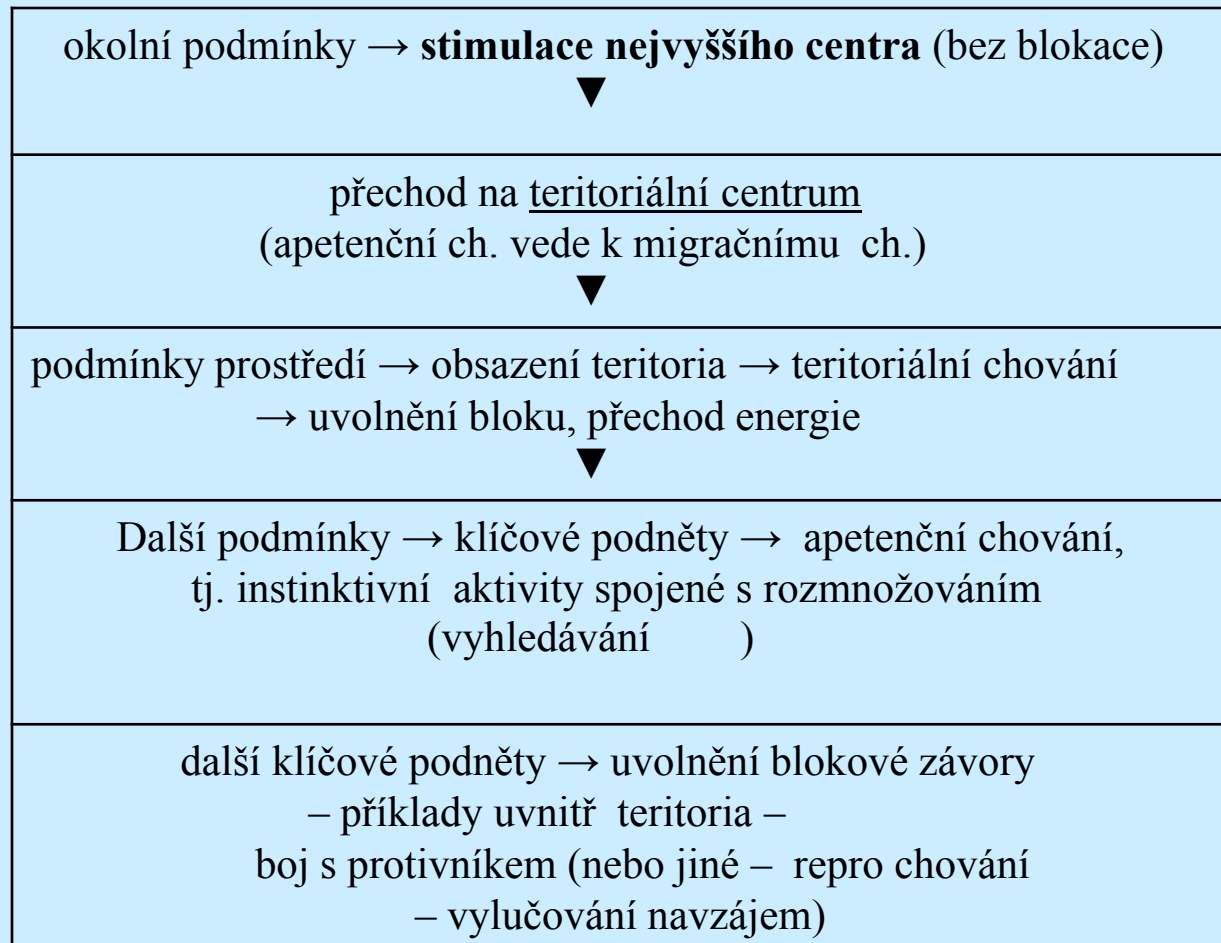 okolní podmínky → stimulace nejvyššího centra (bez blokace)
▼
přechod na teritoriální centrum
(apetenční ch. vede k migračnímu ch.)
▼
podmínky prostředí → obsazení teritoria → teritoriální chování
→ uvolnění bloku, přechod energie
▼
Další podmínky → klíčové podněty → apetenční chování,
tj. instinktivní aktivity spojené s rozmnožováním
(vyhledávání )
další klíčové podněty → uvolnění blokové závory
– příklady uvnitř teritoria –
boj s protivníkem (nebo jiné – repro chování
– vylučování navzájem)